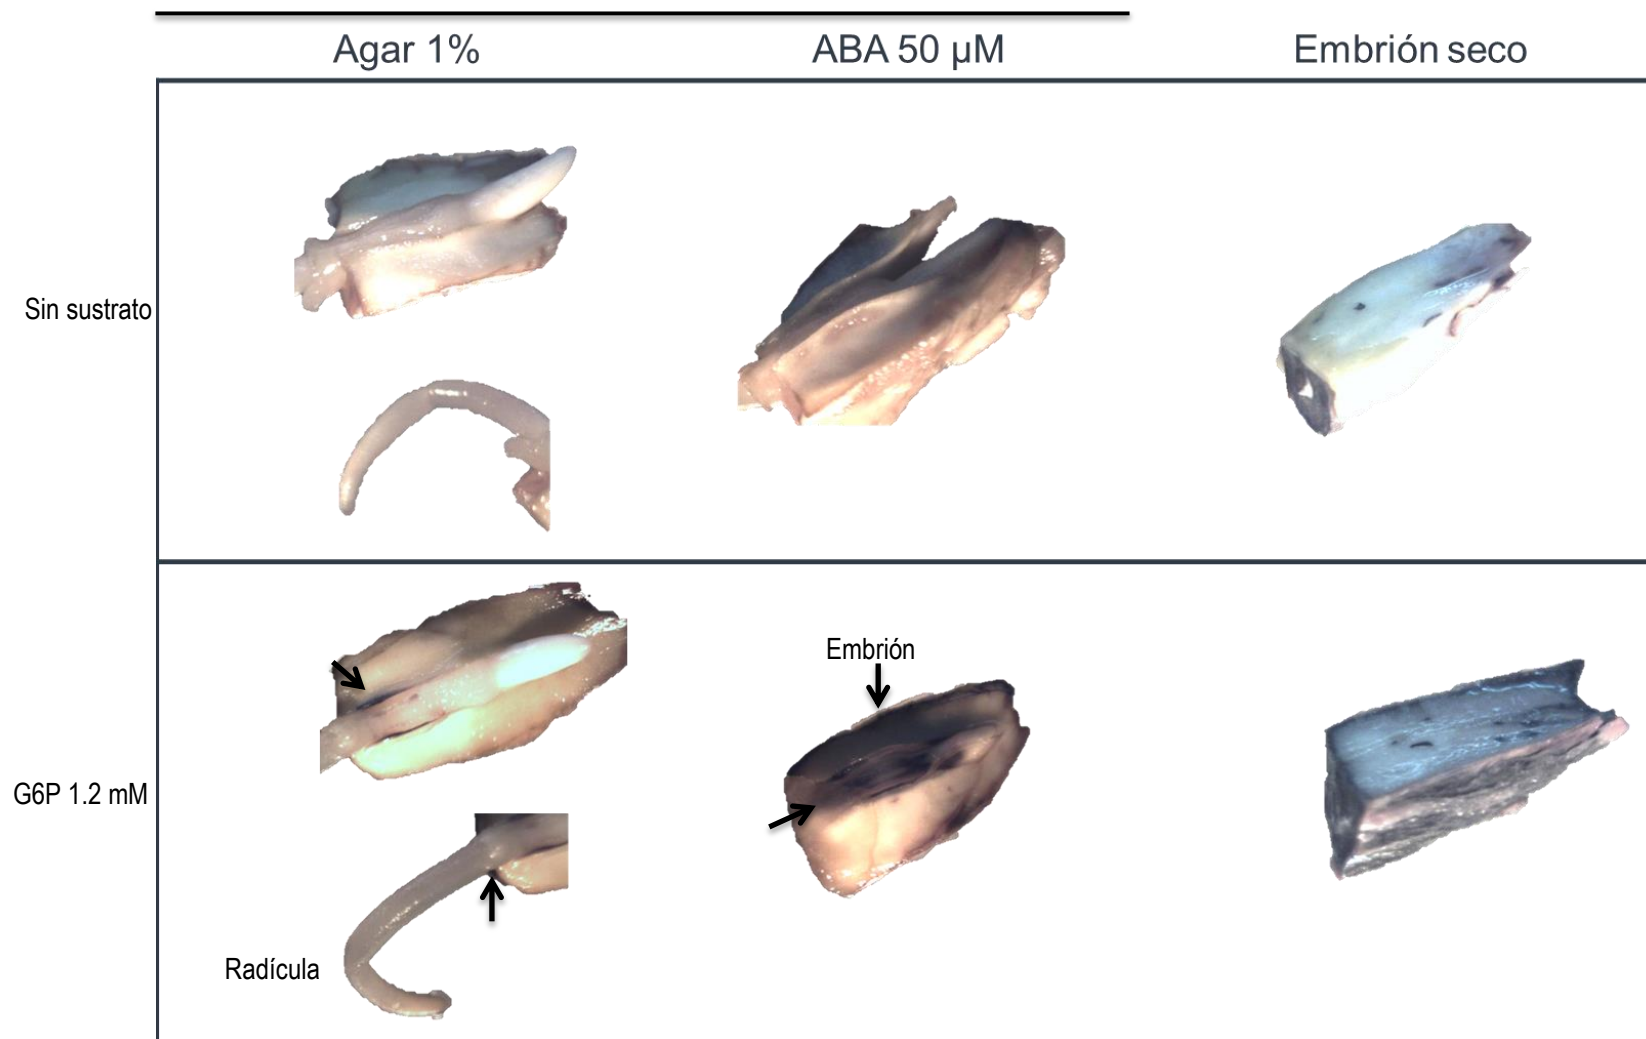 Agar 1%
ABA 50 µM
Embrión seco
Sin sustrato
Embrión
G6P 1.2 mM
Radícula